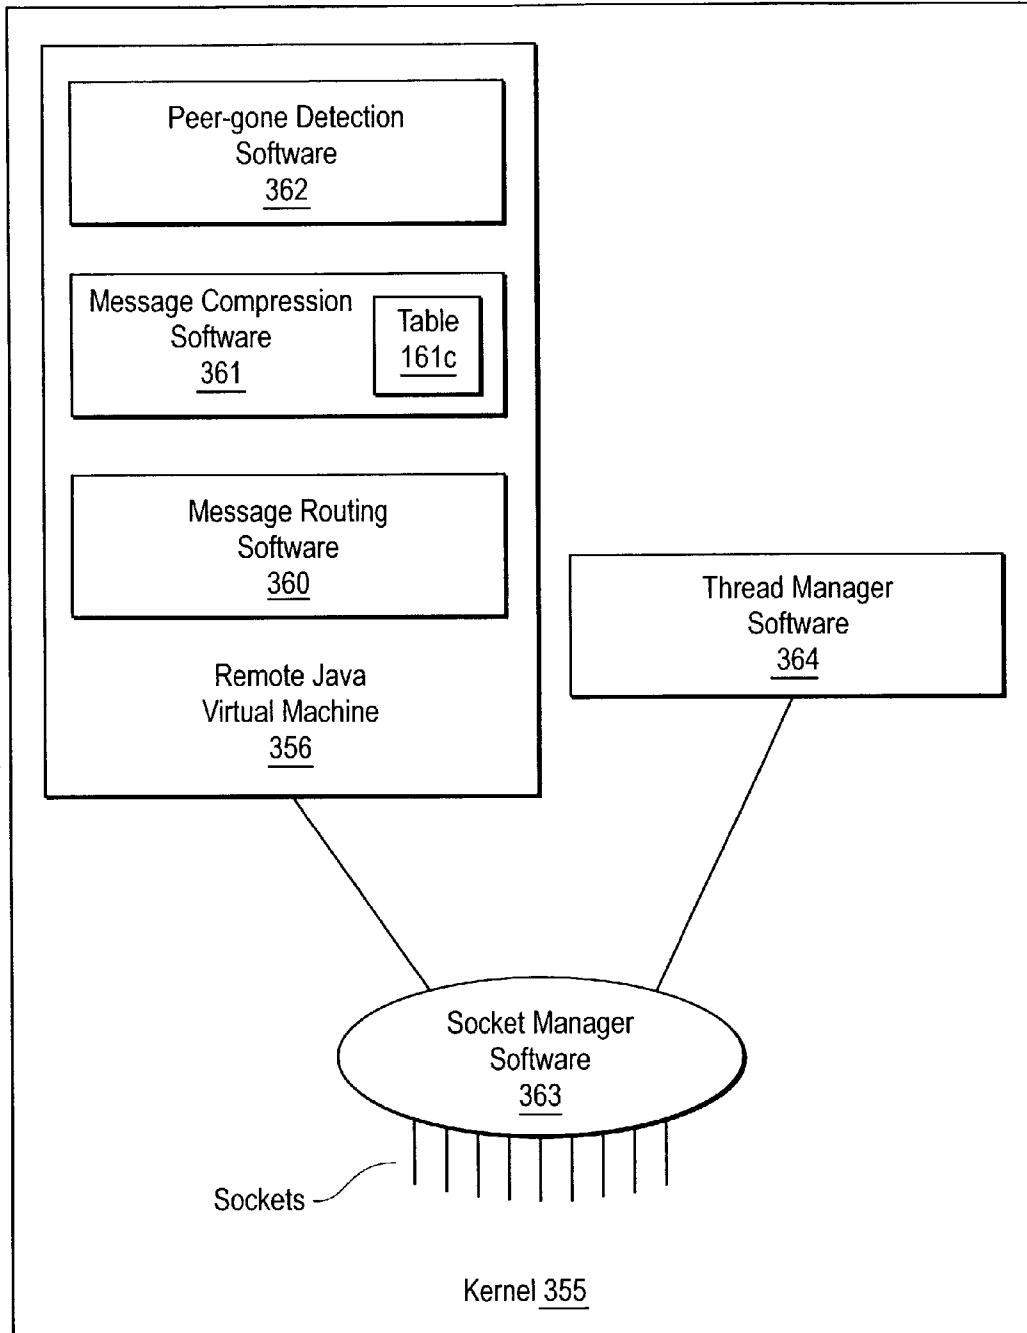 Peer-gone Detection
Software
362
Message Compression
Software
361
Table
161c
Message Routing
Software
360
Remote Java
Virtual Machine
356
Thread Manager
Software
364
Socket Manager
Software
363
Sockets
Kernel 355